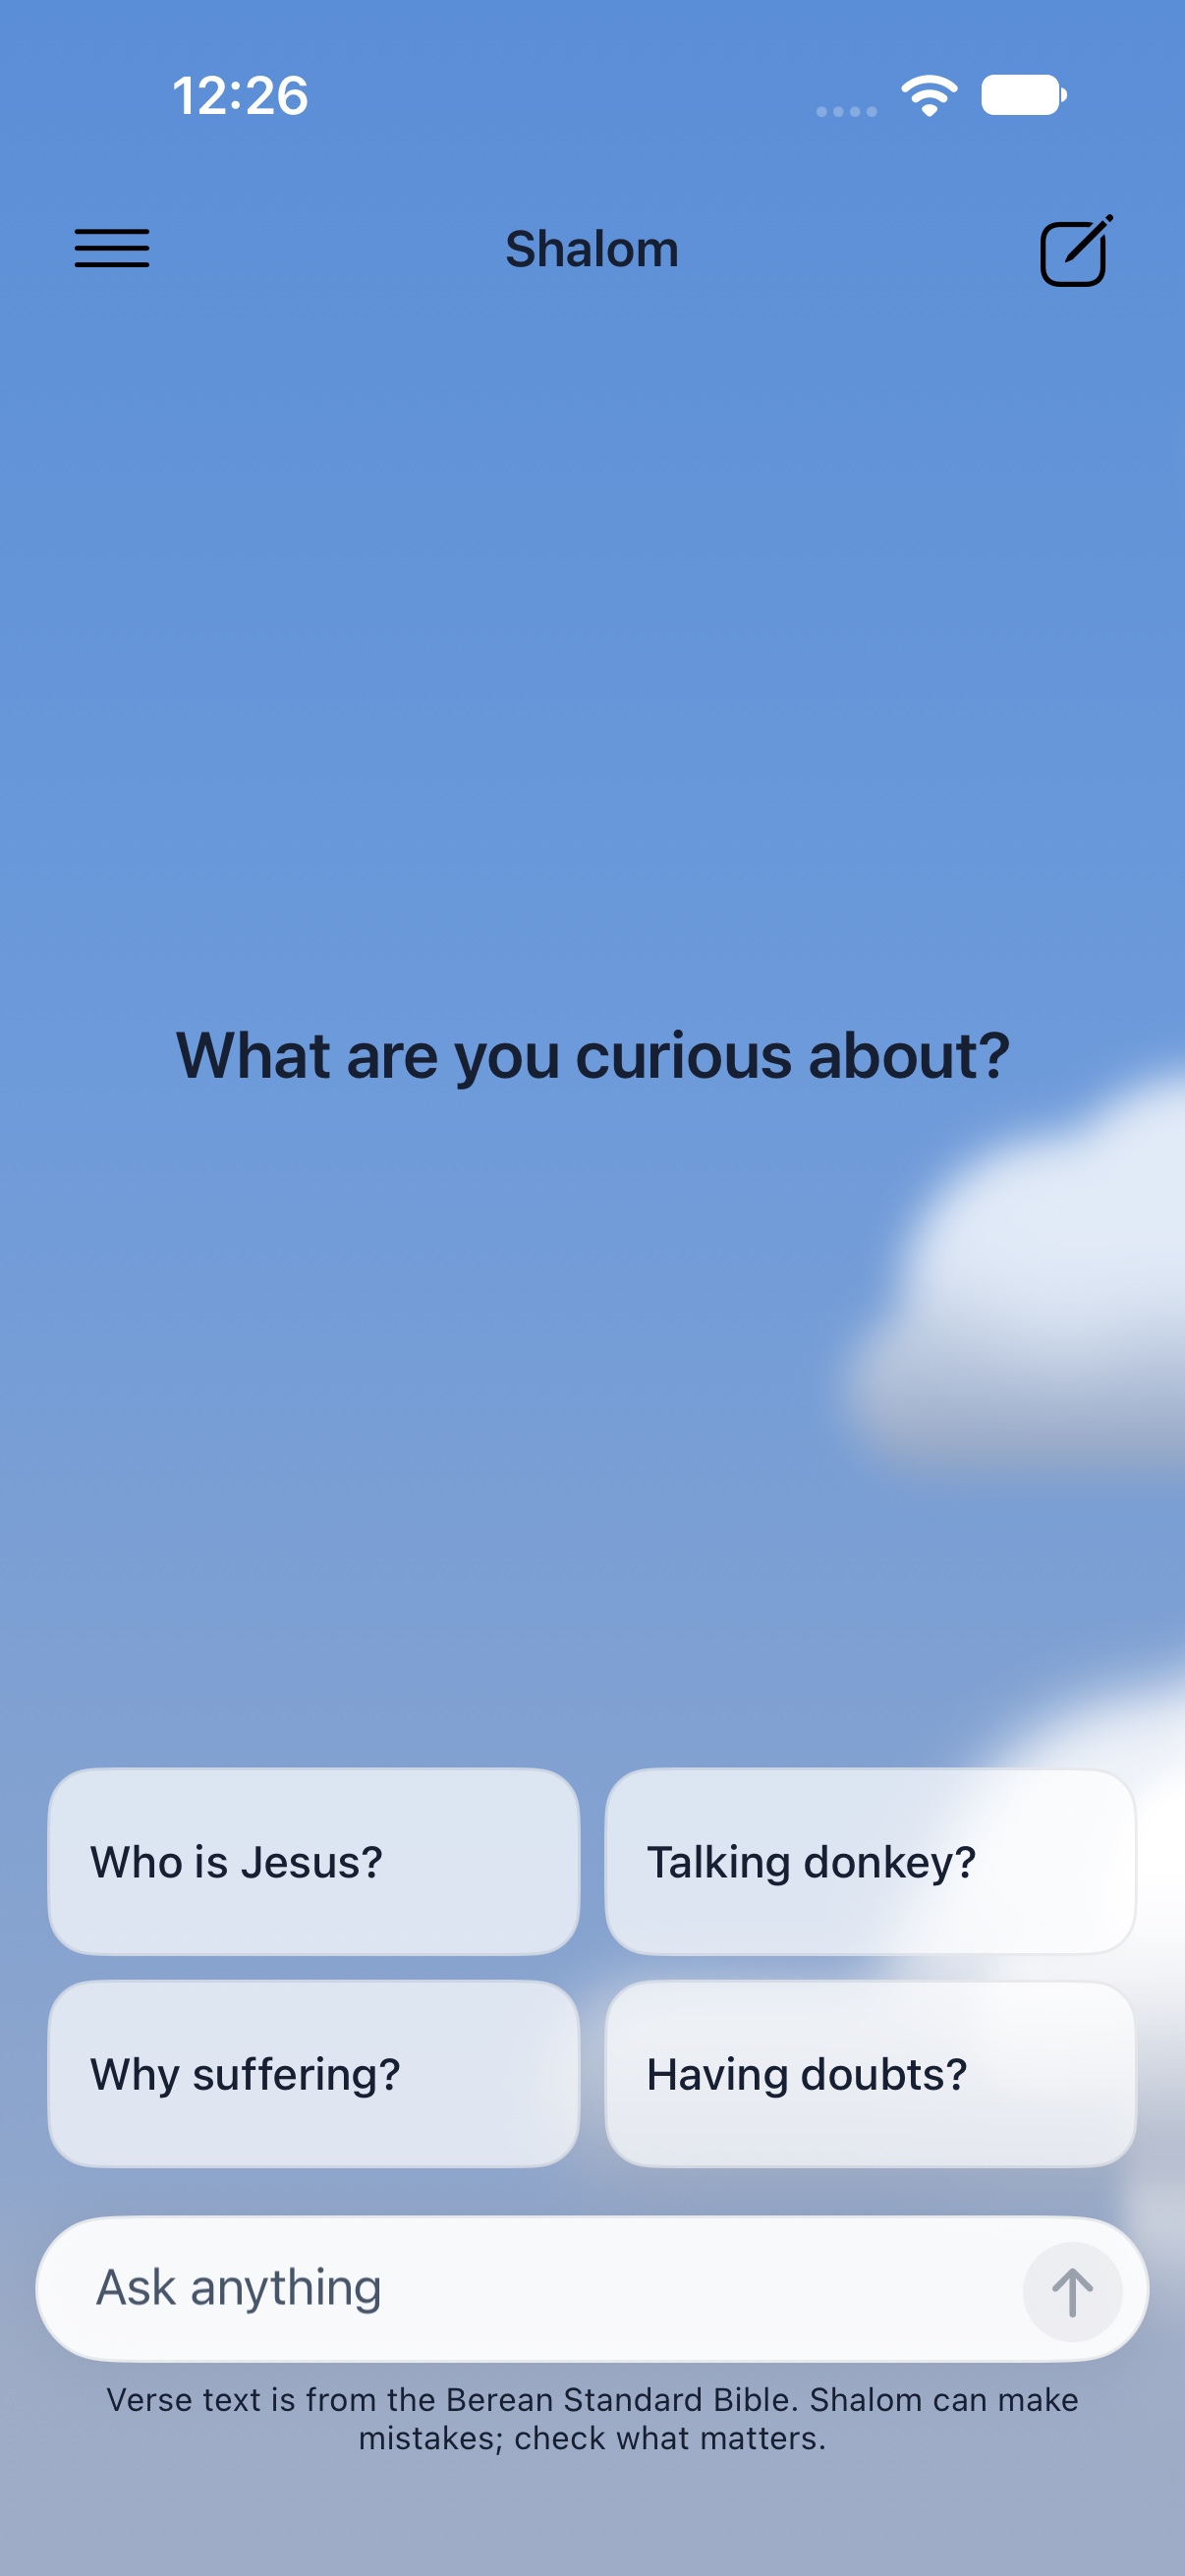 12:26
Shalom
What are you curious about?
Who is Jesus?
Talking donkey?
Why suffering?
Having doubts?
Ask anything
Verse text is from the Berean Standard Bible. Shalom can make
mistakes; check what matters.